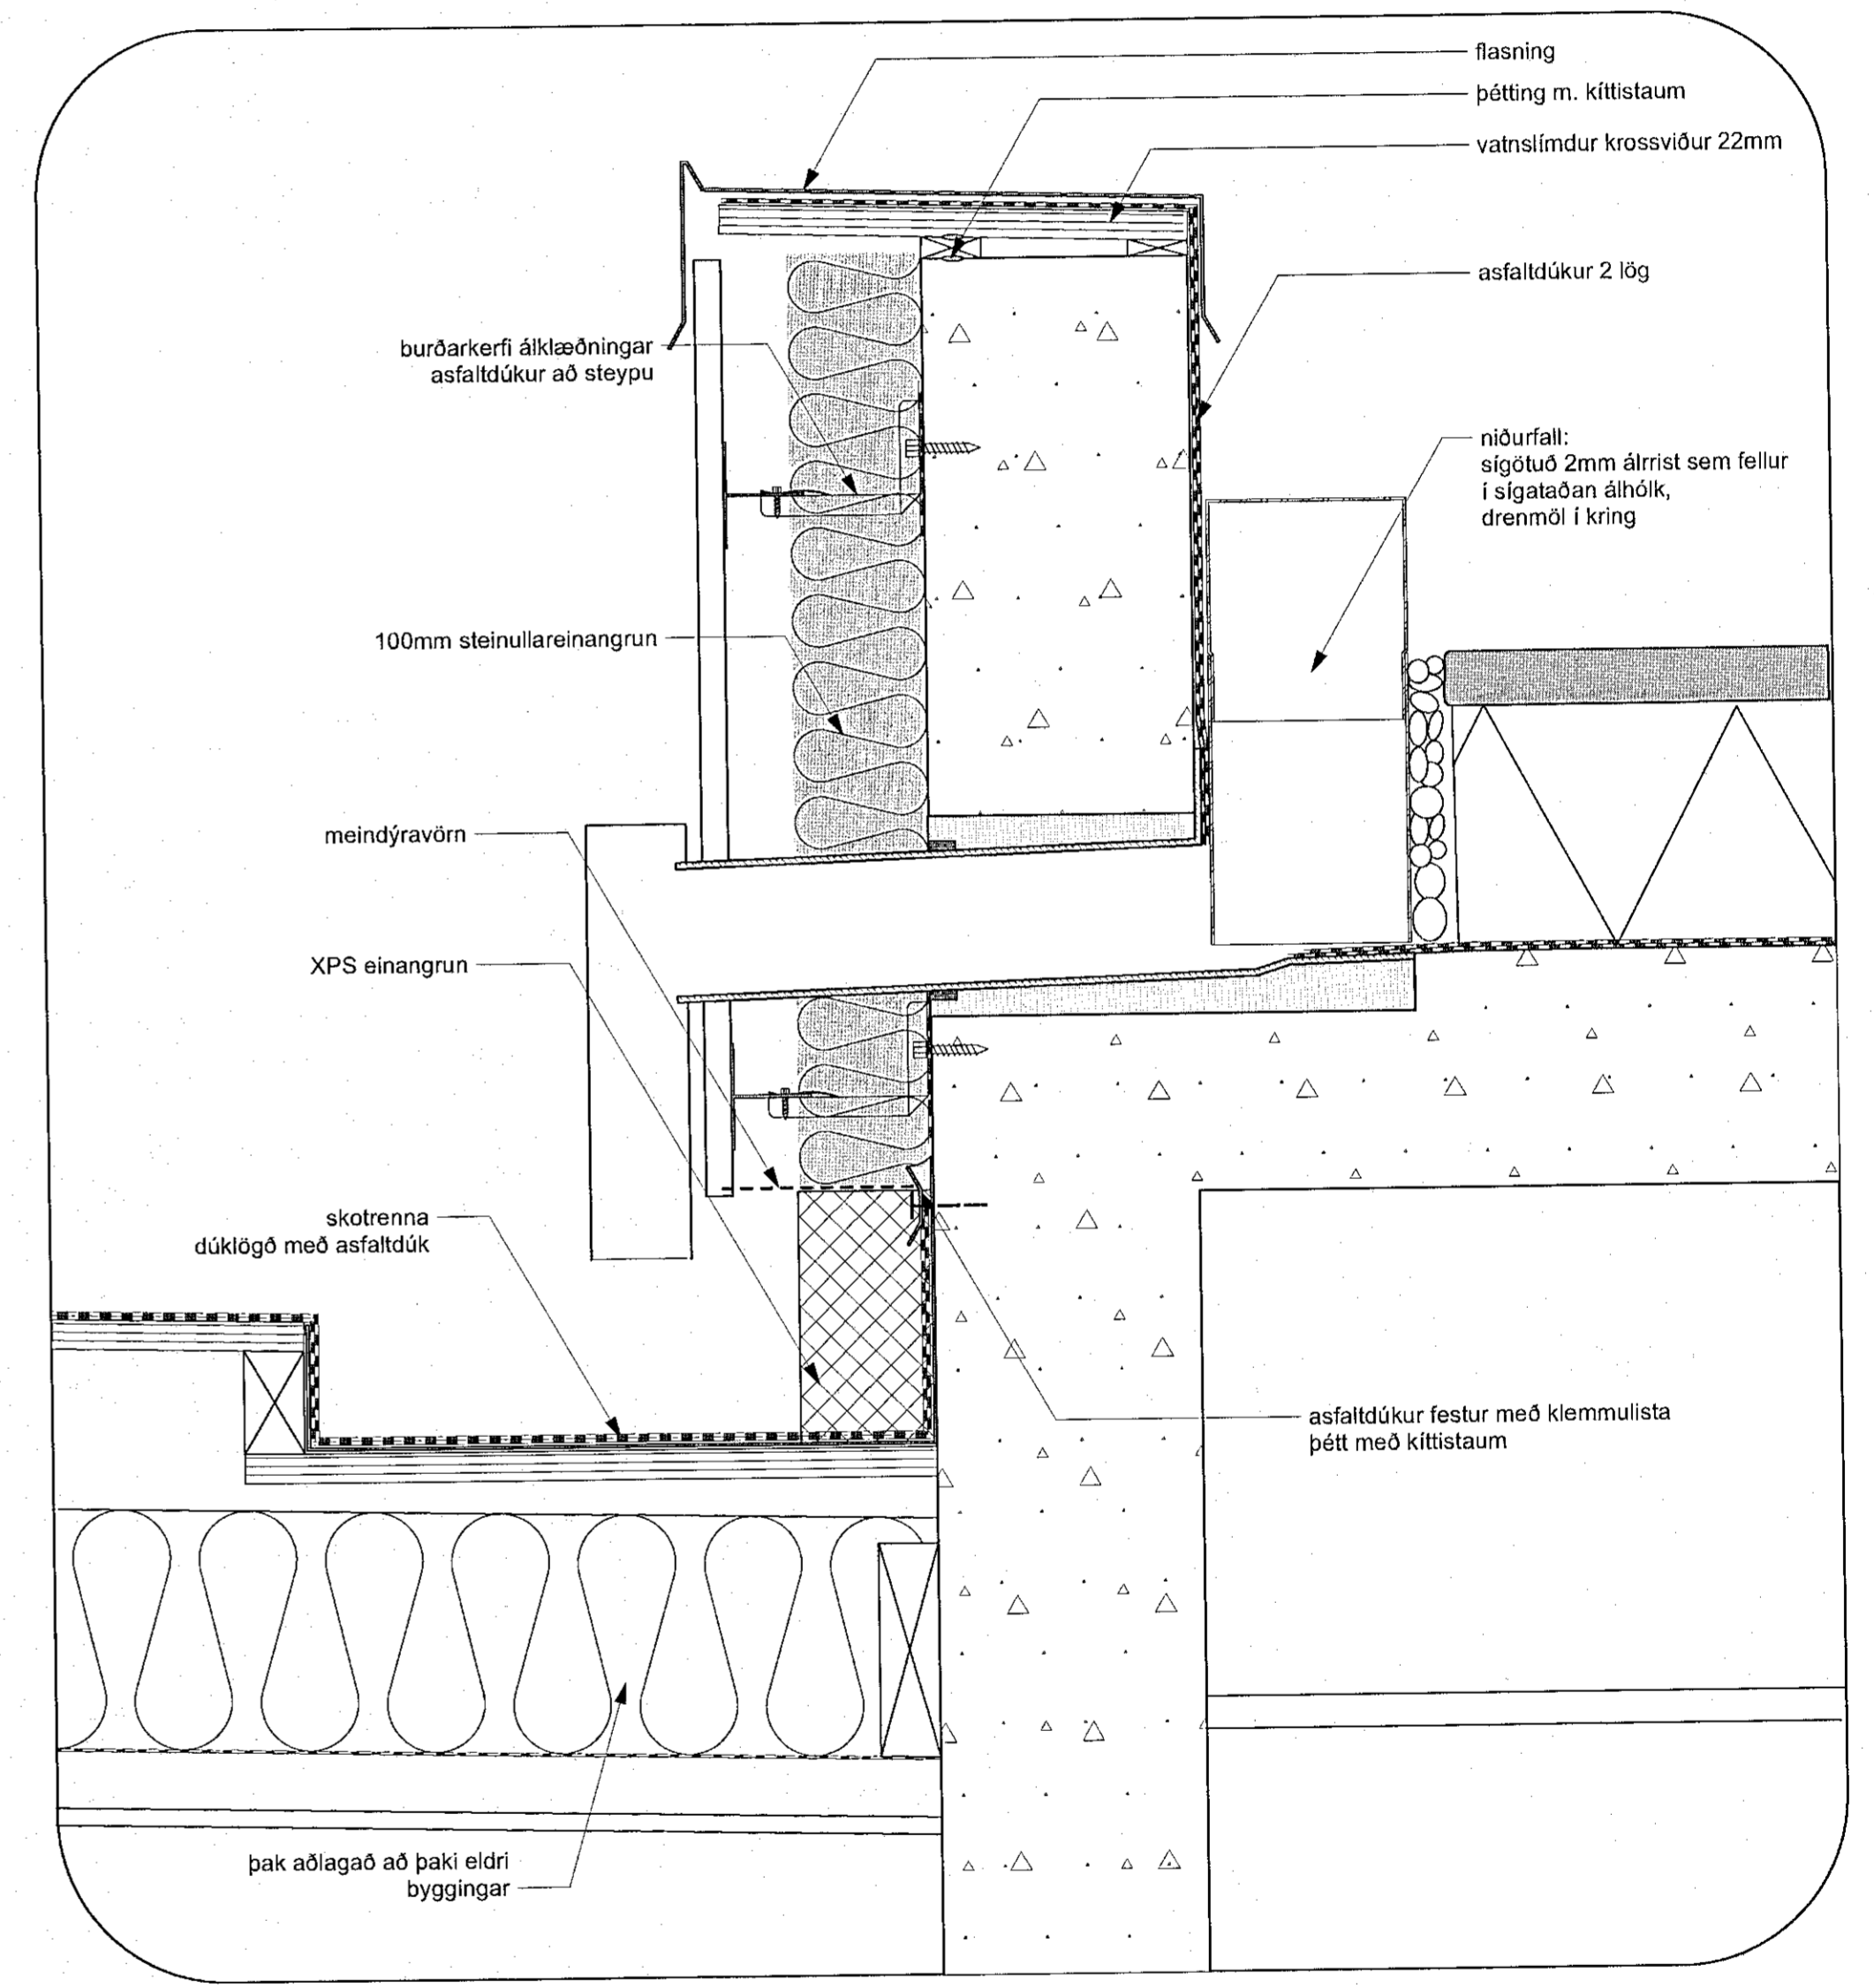 flasning
þétting m. kíttistaum
vatnslímdur krossviður 22mm
asfaltdúkur 2 lög
burðarkerfi álklæðningar
asfaltdúkur að steypu
niðurfall:
sígötuð 2mm álrrist sem fellur
í sígataðan álhólk,
drenmöl í kring
100mm steinullareinangrun
meindýravörn
XPS einangrun
skotrenna
dúklögð með asfaltdúk
asfaltdúkur festur með klemmulista
þétt með kíttistaum
þak aðlagað að þaki eldri
byggingar